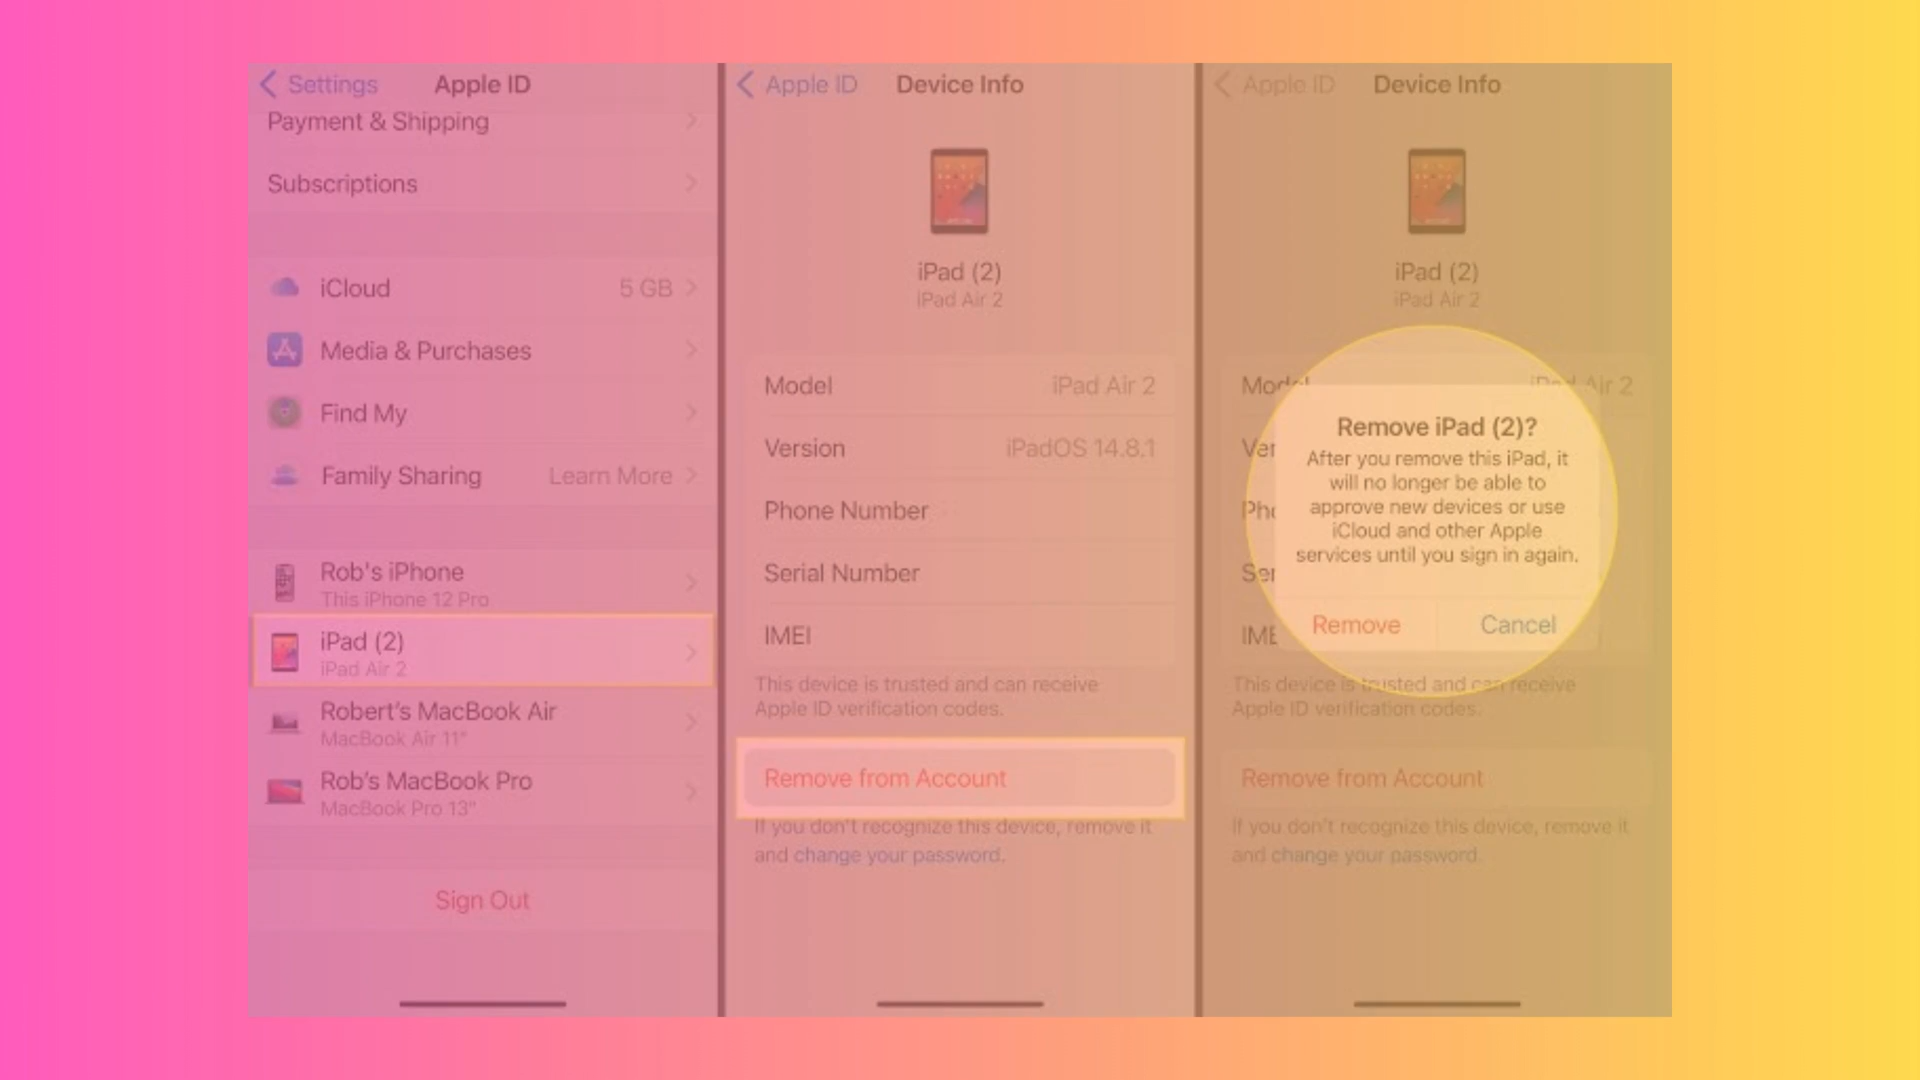 Settings
Apple ID
Payment & Shipping
Subscriptions
iCloud
5 GB
Media & Purchases
Find My
Family Sharing
Learn More
Rob's iPhone
This iPhone 12 Pro
iPad (2)
iPad Air 2
Robert’s MacBook Air
MacBook Air 11"
Rob’s MacBook Pro
MacBook Pro 13"
Sign Out
Apple ID
Device Info
iPad (2)
iPad Air 2
Model
iPad Air 2
Version
iPadOS 14.8.1
Phone Number
Serial Number
IMEI
This device is trusted and can receive
Apple ID verification codes.
Remove from Account
If you don't recognize this device, remove it
and change your password.
Apple ID
Device Info
iPad (2)
iPad Air 2
Remove iPad (2)?
After you remove this iPad, it
will no longer be able to
approve new devices or use
iCloud and other Apple
services until you sign in again.
Remove
Cancel
This device is trusted and can receive
Apple ID verification codes.
Remove from Account
If you don't recognize this device, remove it
and change your password.